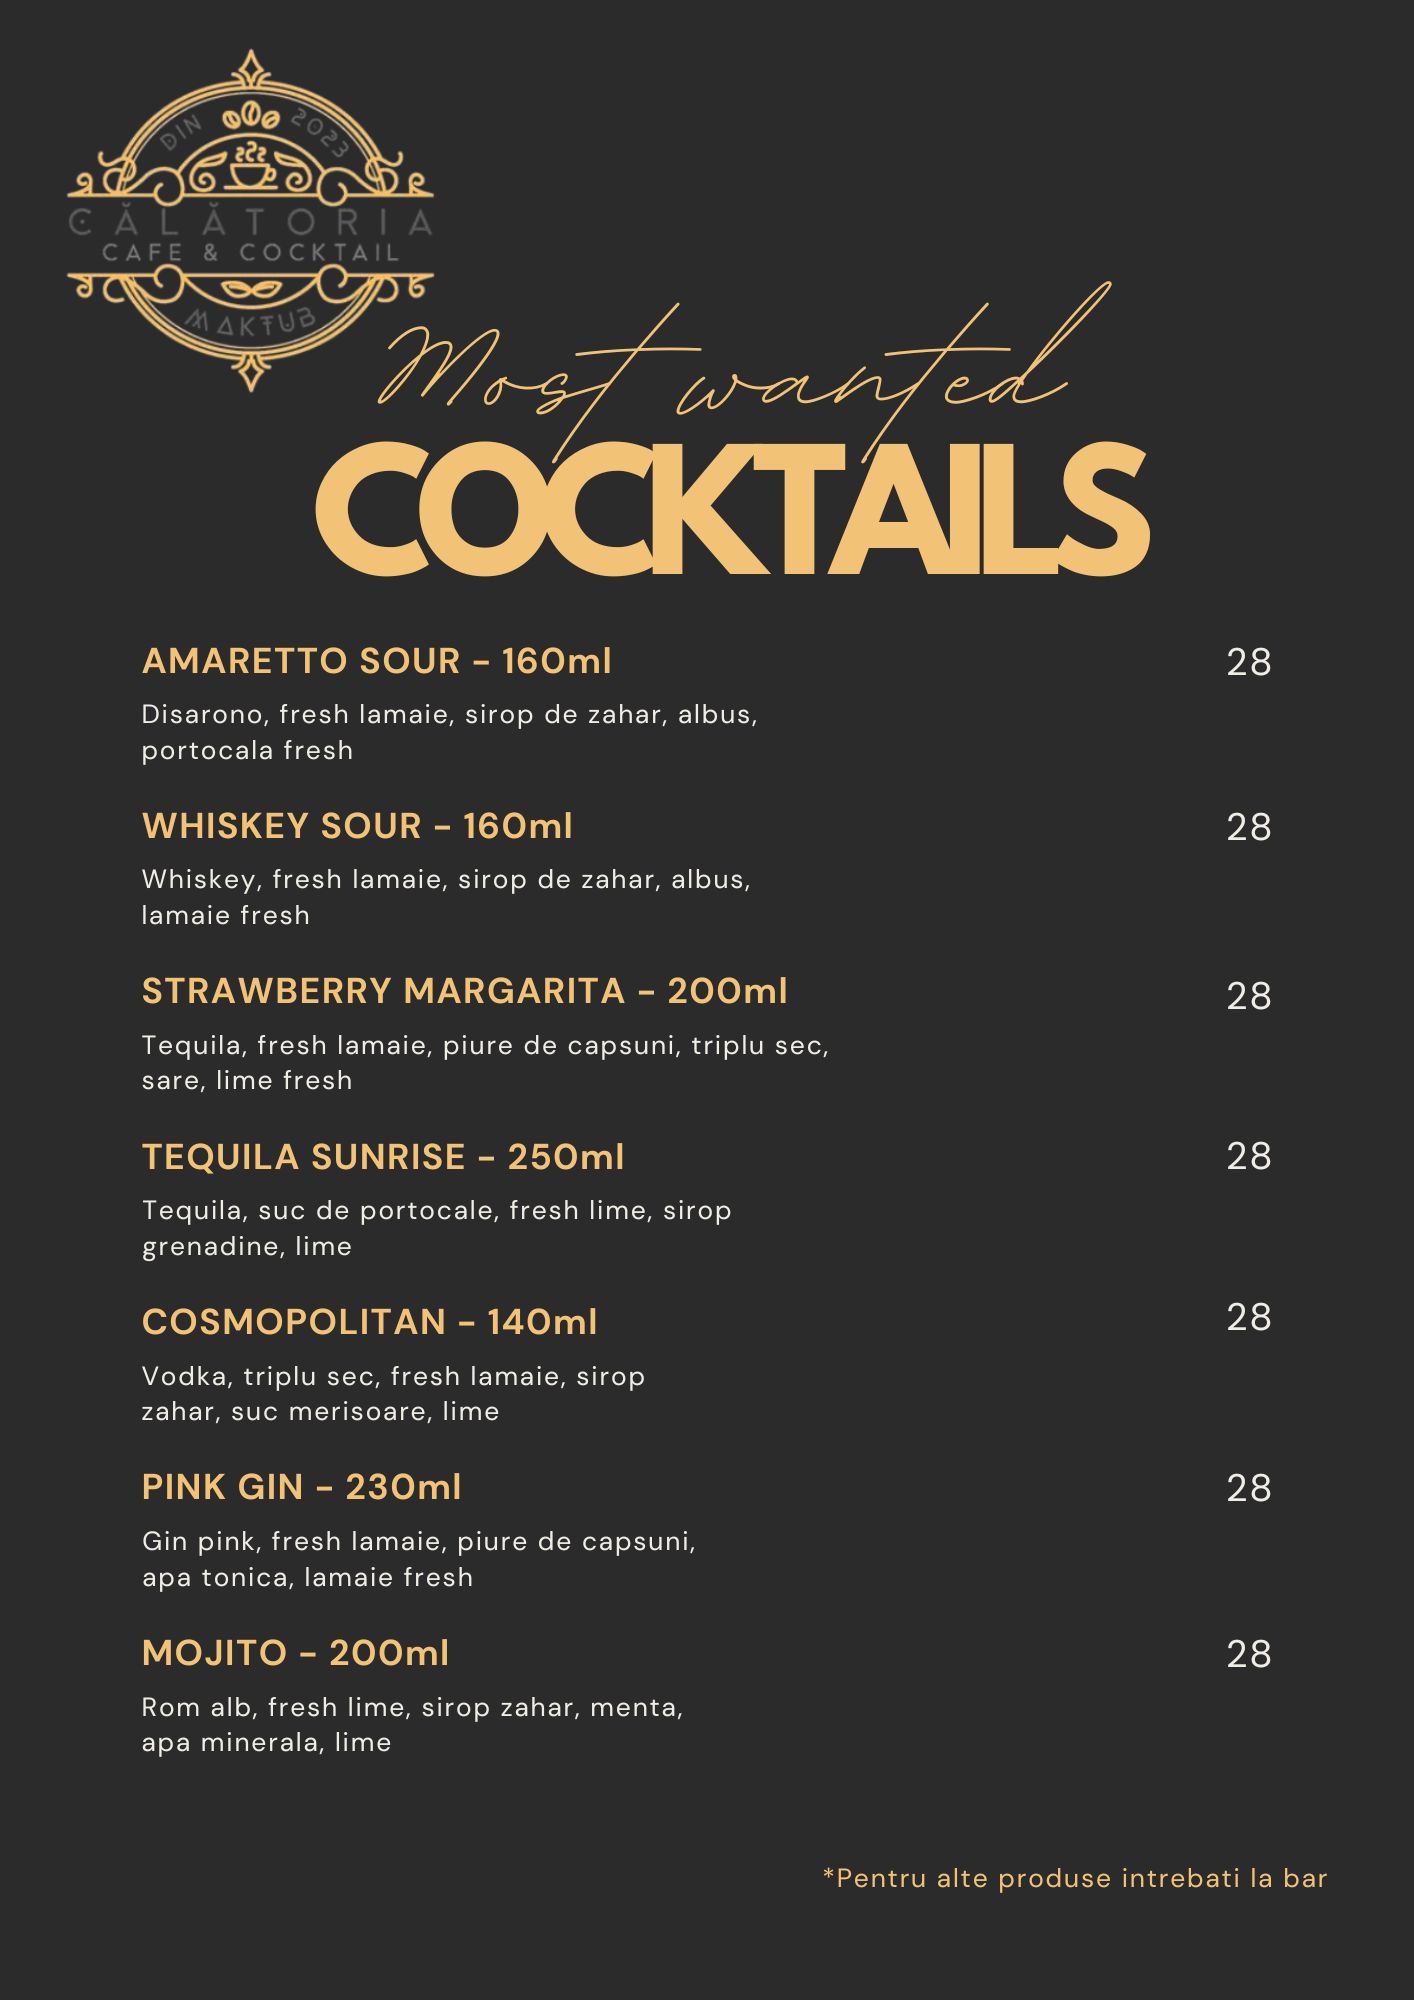 DIN 2023
CĂLĂTORIA
CAFE & COCKTAIL
MAKTUB
Most wanted
COCKTAILS
AMARETTO SOUR - 160ml 28
Disarono, fresh lamaie, sirop de zahar, albus,
portocala fresh
WHISKEY SOUR - 160ml 28
Whiskey, fresh lamaie, sirop de zahar, albus,
lamaie fresh
STRAWBERRY MARGARITA - 200ml 28
Tequila, fresh lamaie, piure de capsuni, triplu sec,
sare, lime fresh
TEQUILA SUNRISE - 250ml 28
Tequila, suc de portocale, fresh lime, sirop
grenadine, lime
COSMOPOLITAN - 140ml 28
Vodka, triplu sec, fresh lamaie, sirop
zahar, suc merisoare, lime
PINK GIN - 230ml 28
Gin pink, fresh lamaie, piure de capsuni,
apa tonica, lamaie fresh
MOJITO - 200ml 28
Rom alb, fresh lime, sirop zahar, menta,
apa minerala, lime
*Pentru alte produse intrebati la bar